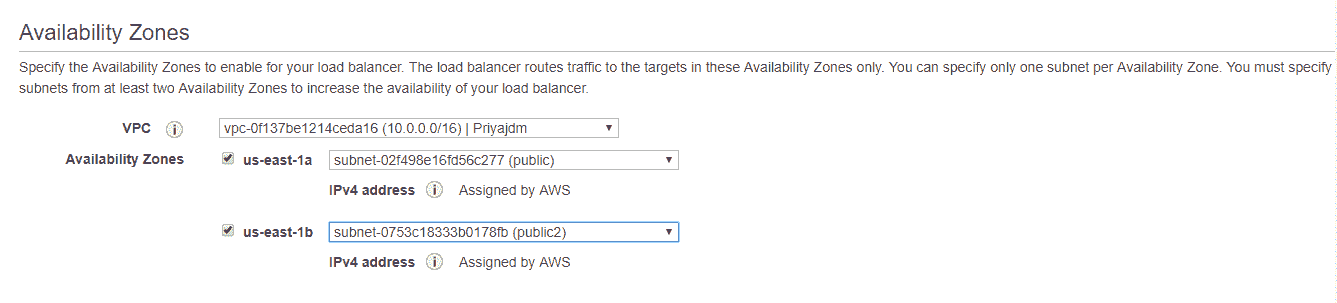 Availability Zones
Specify the Availability Zones to enable for your load balancer. The load balancer routes traffic to the targets in these Availability Zones only. You can specify only one subnet per Availability Zone. You must specify
subnets from at least two Availability Zones to increase the availability of your load balancer.
VPC vpc-0f137be1214ceda16 (10.0.0.0/16) | Priyajdm
Availability Zones us-east-1a subnet-02f498e16fd56c277 (public)
IPv4 address Assigned by AWS
us-east-1b subnet-0753c18333b0178fb (public2)
IPv4 address Assigned by AWS